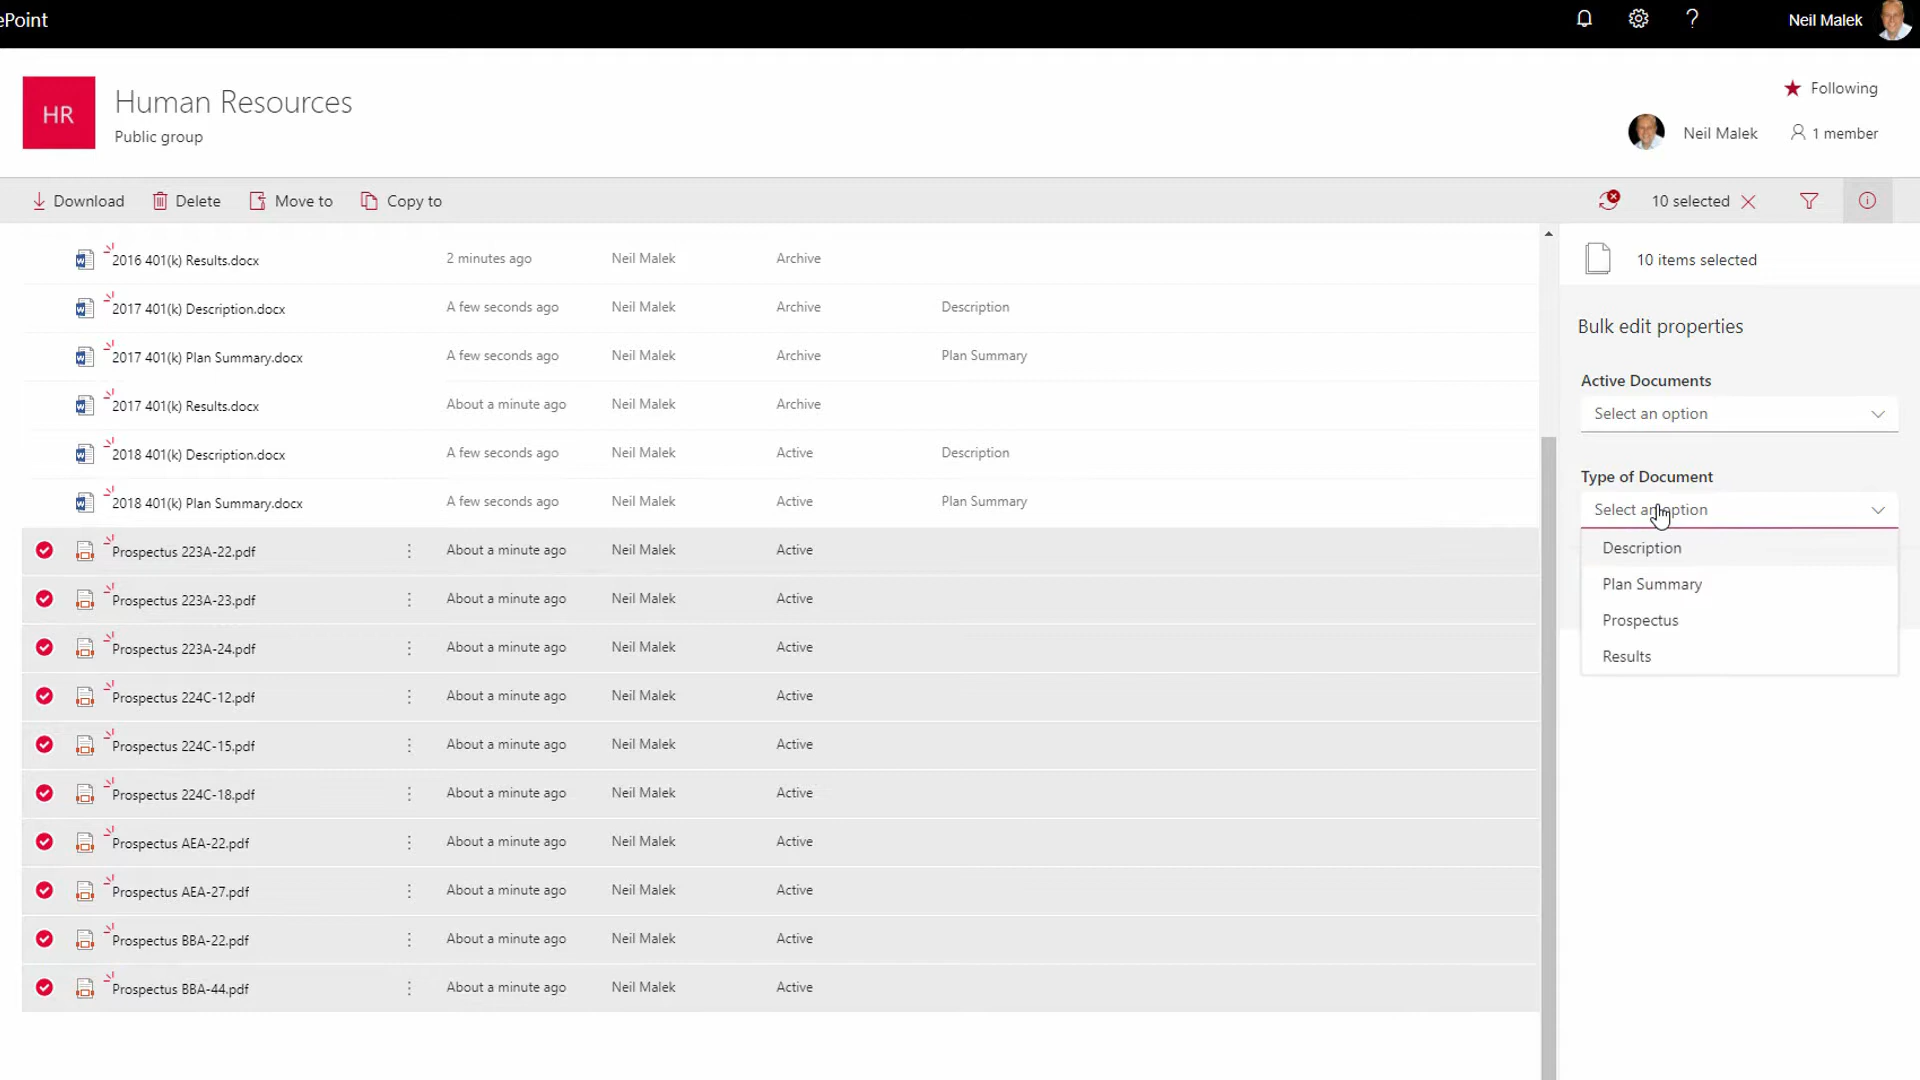 ePoint
Neil Malek
HR
Human Resources
Public group
Following
Neil Malek
1 member
Download
Delete
Move to
Copy to
10 selected
2016 401(k) Results.docx 2 minutes ago Neil Malek Archive
2017 401(k) Description.docx A few seconds ago Neil Malek Archive Description
2017 401(k) Plan Summary.docx A few seconds ago Neil Malek Archive Plan Summary
2017 401(k) Results.docx About a minute ago Neil Malek Archive
2018 401(k) Description.docx A few seconds ago Neil Malek Active Description
2018 401(k) Plan Summary.docx A few seconds ago Neil Malek Active Plan Summary
Prospectus 223A-22.pdf About a minute ago Neil Malek Active
Prospectus 223A-23.pdf About a minute ago Neil Malek Active
Prospectus 223A-24.pdf About a minute ago Neil Malek Active
Prospectus 224C-12.pdf About a minute ago Neil Malek Active
Prospectus 224C-15.pdf About a minute ago Neil Malek Active
Prospectus 224C-18.pdf About a minute ago Neil Malek Active
Prospectus AEA-22.pdf About a minute ago Neil Malek Active
Prospectus AEA-27.pdf About a minute ago Neil Malek Active
Prospectus BBA-22.pdf About a minute ago Neil Malek Active
Prospectus BBA-44.pdf About a minute ago Neil Malek Active
10 items selected
Bulk edit properties
Active Documents
Select an option
Type of Document
Select an option
Description
Plan Summary
Prospectus
Results